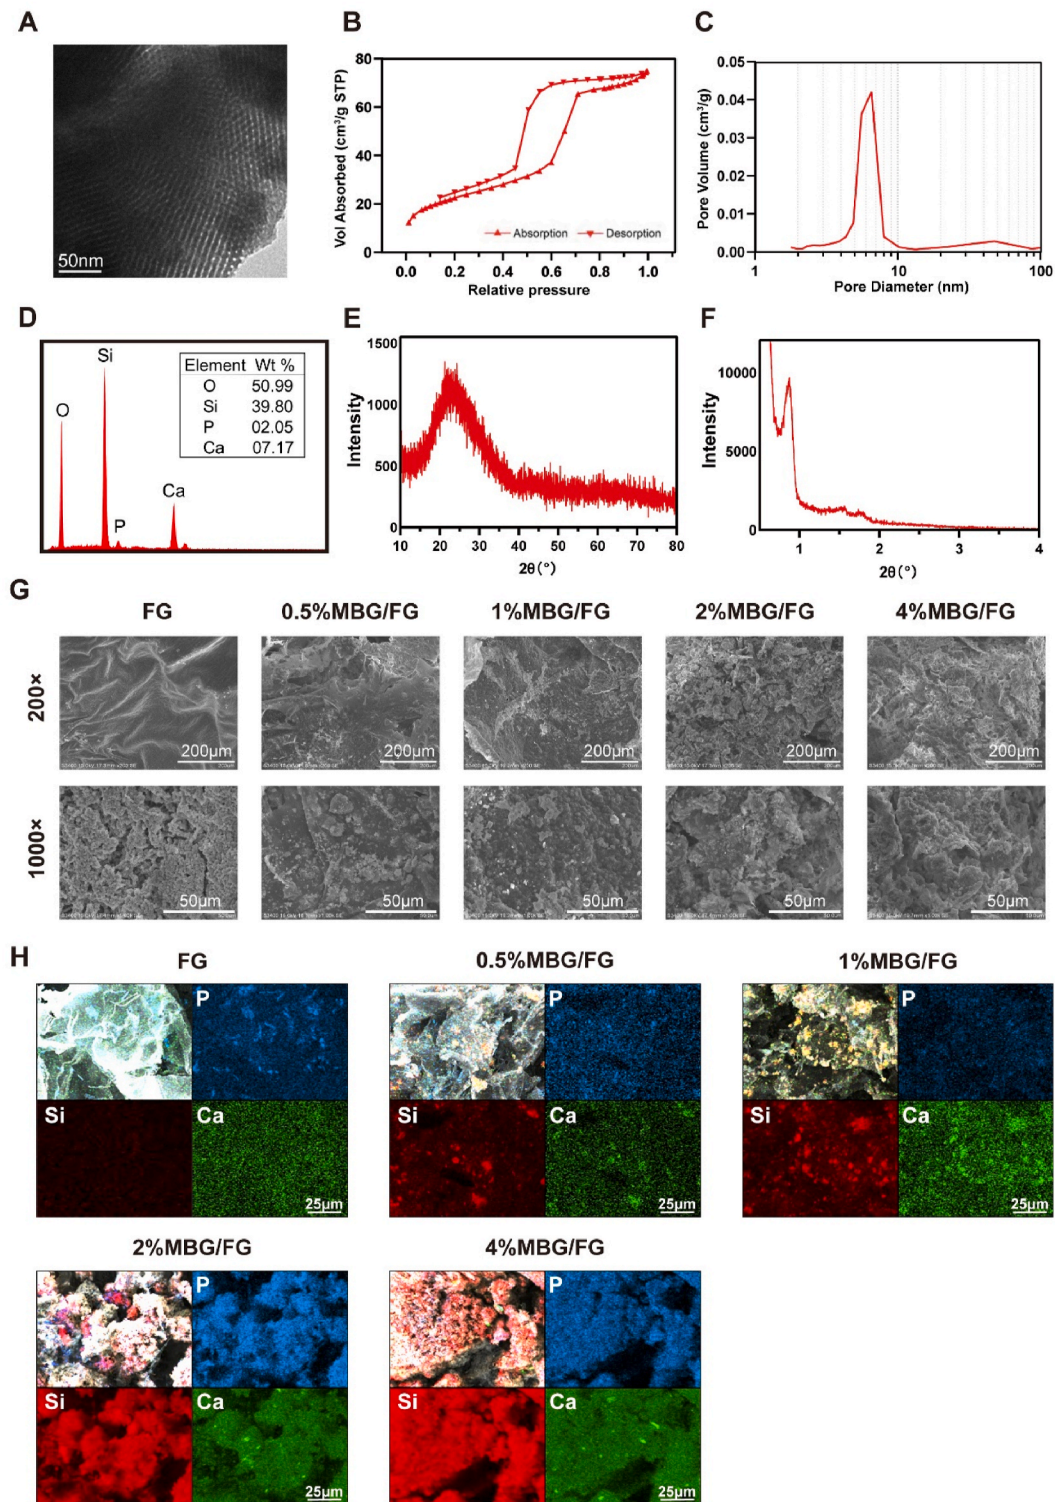 A
50nm
B
Vol Absorbed (cm³/g STP)
80
60
40
20
0
Absorption
Desorption
0.0 0.2 0.4 0.6 0.8 1.0
Relative pressure
C
Pore Volume (cm³/g)
0.05
0.04
0.03
0.02
0.01
0.00
1 10 100
Pore Diameter (nm)
D
O
Si
P
Ca
Element Wt %
O 50.99
Si 39.80
P 02.05
Ca 07.17
E
Intensity
1500
1000
500
0
10 20 30 40 50 60 70 80
2θ(°)
F
Intensity
10000
5000
0
1 2 3 4
2θ(°)
G
FG 0.5%MBG/FG 1%MBG/FG 2%MBG/FG 4%MBG/FG
200×
200μm 200μm 200μm 200μm 200μm
1000×
50μm 50μm 50μm 50μm 50μm
H
FG 0.5%MBG/FG 1%MBG/FG
P P P
Si Ca Si Ca Si Ca
25μm 25μm 25μm
2%MBG/FG 4%MBG/FG
P P
Si Ca Si Ca
25μm 25μm